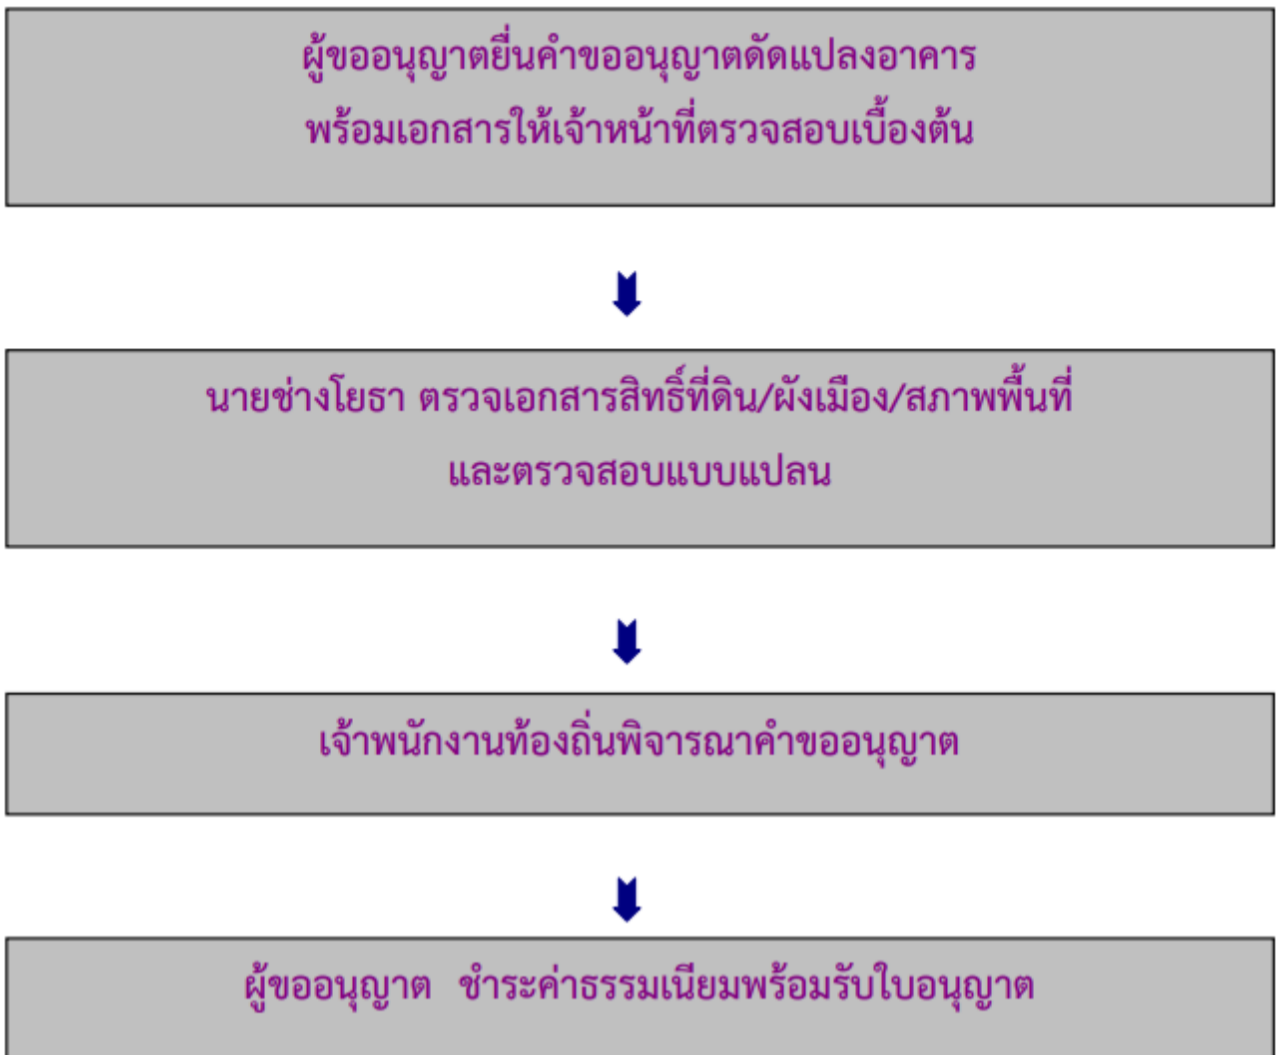 ผู้ขออนุญาตยื่นคำขออนุญาตดัดแปลงอาคาร
พร้อมเอกสารให้เจ้าหน้าที่ตรวจสอบเบื้องต้น
นายช่างโยธา ตรวจเอกสารสิทธิ์ที่ดิน/ผังเมือง/สภาพพื้นที่
และตรวจสอบแบบแปลน
เจ้าพนักงานท้องถิ่นพิจารณาคำขออนุญาต
ผู้ขออนุญาต ชำระค่าธรรมเนียมพร้อมรับใบอนุญาต